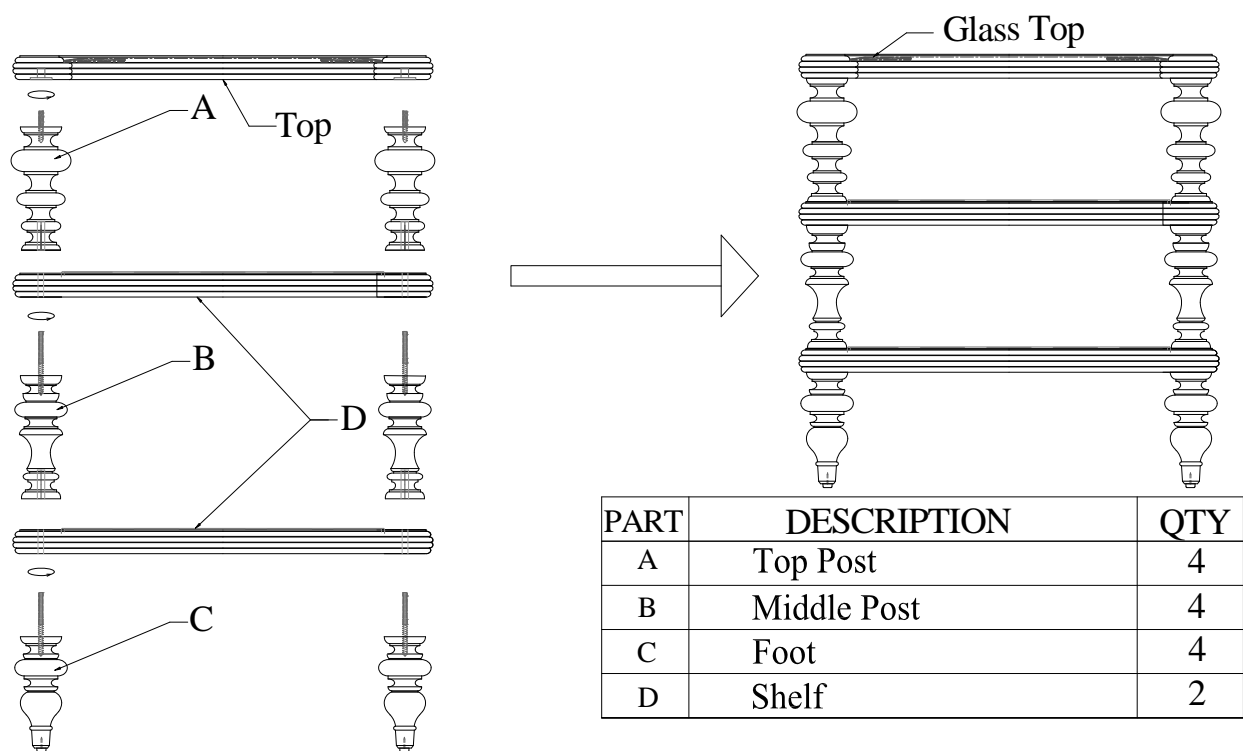 Glass Top
A
Top
B
D
C
PART DESCRIPTION QTY
A Top Post 4
B Middle Post 4
C Foot 4
D Shelf 2